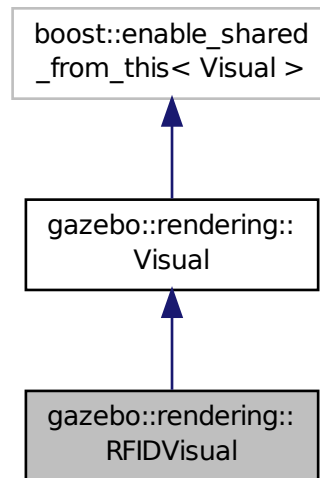 boost::enable_shared
_from_this< Visual >
gazebo::rendering::
Visual
gazebo::rendering::
RFIDVisual